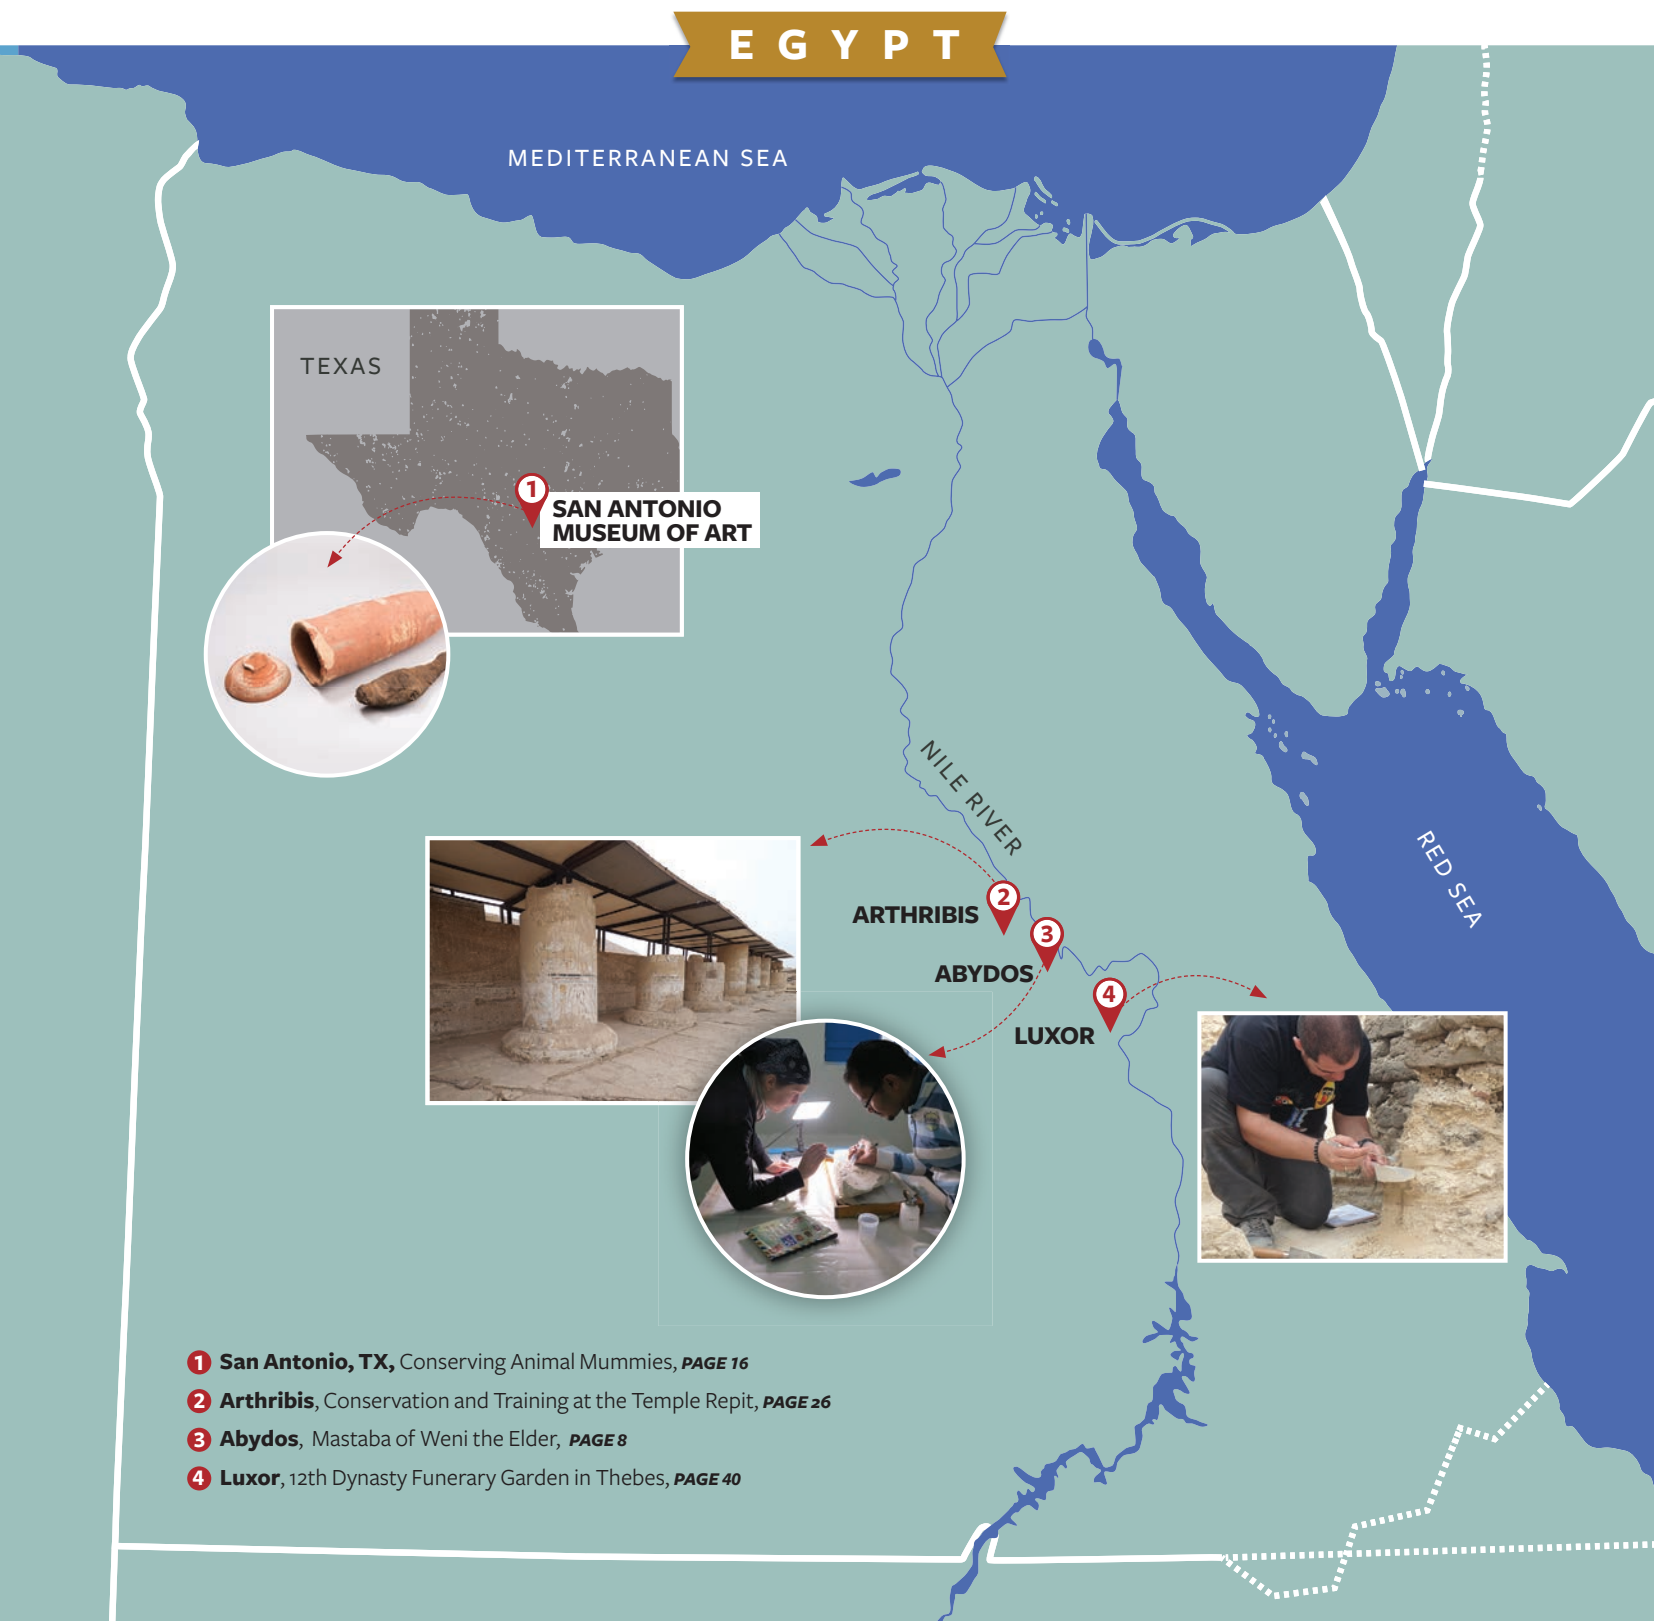 EGYPT
MEDITERRANEAN SEA
TEXAS
1
SAN ANTONIO
MUSEUM OF ART
NILE RIVER
RED SEA
2
ARTHRIBIS
3
ABYDOS
4
LUXOR
1 San Antonio, TX, Conserving Animal Mummies, PAGE 16
2 Arthribis, Conservation and Training at the Temple Repit, PAGE 26
3 Abydos, Mastaba of Weni the Elder, PAGE 8
4 Luxor, 12th Dynasty Funerary Garden in Thebes, PAGE 40